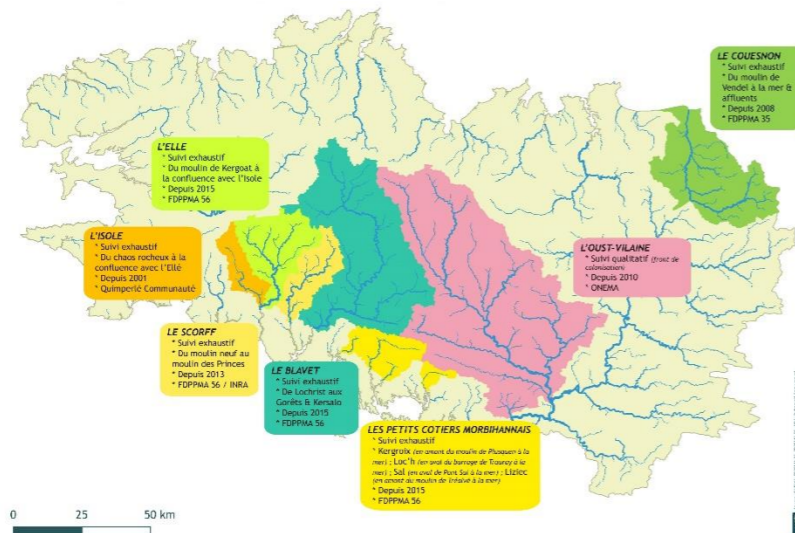 LE COUESNON
* Suivi exhaustif
* Du moulin de
Vendel à la mer &
affluents
* Depuis 2008
* FDPPMA 35
L'ELLE
* Suivi exhaustif
* Du moulin de Kergoat à
la confluence avec l'Isole
* Depuis 2015
* FDPPMA 56
L'ISOLE
* Suivi exhaustif
* Du chaos rocheux à la
confluence avec l'Ellé
* Depuis 2001
* Quimperlé Communauté
L'OUST-VILAINE
* Suivi qualitatif (front de
colonisation)
* Depuis 2010
* ONEMA
LE SCORFF
* Suivi exhaustif
* Du moulin neuf au
moulin des Princes
* Depuis 2013
* FDPPMA 56 / INRA
LE BLAVET
* Suivi exhaustif
* De Lochrist aux
Gorêts & Kersalo
* Depuis 2015
* FDPPMA 56
LES PETITS COTIERS MORBIHANNAIS
* Suivi exhaustif
* Kergroix (en amont du moulin de à la
mer) ; Loc'h (en aval du barrage de Tréauray à la
mer) ; Sal (en aval de Pont Sal à la mer) ; Liziec
(en amont du moulin de à la mer)
* Depuis 2015
* FDPPMA 56
0 25 50 km